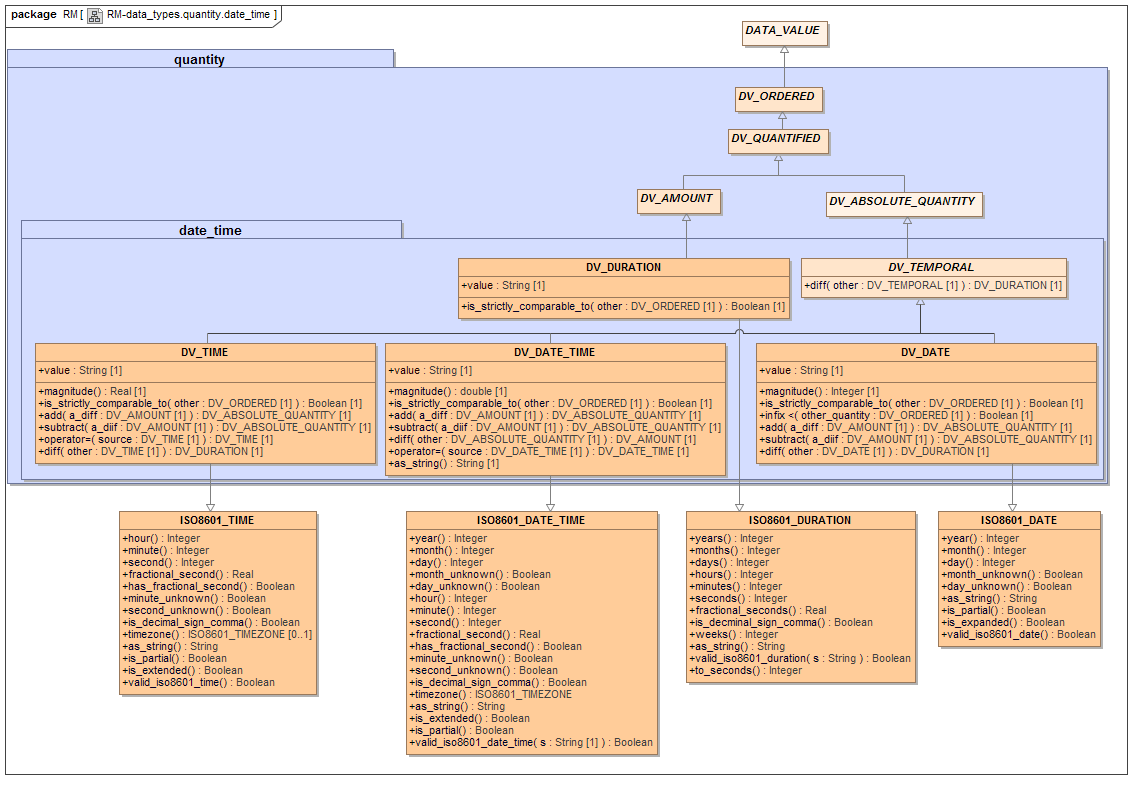 package RM [ RM-data_types.quantity.date_time ]
DATA_VALUE
quantity
DV_ORDERED
DV_QUANTIFIED
DV_AMOUNT
DV_ABSOLUTE_QUANTITY
date_time
DV_DURATION
+value : String [1]
+is_strictly_comparable_to( other : DV_ORDERED [1] ) : Boolean [1]
DV_TEMPORAL
+diff( other : DV_TEMPORAL [1] ) : DV_DURATION [1]
DV_TIME
+value : String [1]
+magnitude() : Real [1]
+is_strictly_comparable_to( other : DV_ORDERED [1] ) : Boolean [1]
+add( a_diff : DV_AMOUNT [1] ) : DV_ABSOLUTE_QUANTITY [1]
+subtract( a_diif : DV_AMOUNT [1] ) : DV_ABSOLUTE_QUANTITY [1]
+operator=( source : DV_TIME [1] ) : DV_TIME [1]
+diff( other : DV_TIME [1] ) : DV_DURATION [1]
DV_DATE_TIME
+value : String [1]
+magnitude() : double [1]
+is_strictly_comparable_to( other : DV_ORDERED [1] ) : Boolean [1]
+add( a_diff : DV_AMOUNT [1] ) : DV_ABSOLUTE_QUANTITY [1]
+subtract( a_diif : DV_AMOUNT [1] ) : DV_ABSOLUTE_QUANTITY [1]
+diff( other : DV_ABSOLUTE_QUANTITY [1] ) : DV_AMOUNT [1]
+operator=( source : DV_DATE_TIME [1] ) : DV_DATE_TIME [1]
+as_string() : String [1]
DV_DATE
+value : String [1]
+magnitude() : Integer [1]
+is_strictly_comparable_to( other : DV_ORDERED [1] ) : Boolean [1]
+infix <( other_quantity : DV_ORDERED [1] ) : Boolean [1]
+add( a_diff : DV_AMOUNT [1] ) : DV_ABSOLUTE_QUANTITY [1]
+subtract( a_diif : DV_AMOUNT [1] ) : DV_ABSOLUTE_QUANTITY [1]
+diff( other : DV_DATE [1] ) : DV_DURATION [1]
ISO8601_TIME
+hour() : Integer
+minute() : Integer
+second() : Integer
+fractional_second() : Real
+has_fractional_second() : Boolean
+minute_unknown() : Boolean
+second_unknown() : Boolean
+is_decimal_sign_comma() : Boolean
+timezone() : ISO8601_TIMEZONE [0..1]
+as_string() : String
+is_partial() : Boolean
+is_extended() : Boolean
+valid_iso8601_time() : Boolean
ISO8601_DATE_TIME
+year() : Integer
+month() : Integer
+day() : Integer
+month_unknown() : Boolean
+day_unknown() : Boolean
+hour() : Integer
+minute() : Integer
+second() : Integer
+fractional_second() : Real
+has_fractional_second() : Boolean
+minute_unknown() : Boolean
+second_unknown() : Boolean
+is_decimal_sign_comma() : Boolean
+timezone() : ISO8601_TIMEZONE
+as_string() : String
+is_extended() : Boolean
+is_partial() : Boolean
+valid_iso8601_date_time( s : String [1] ) : Boolean
ISO8601_DURATION
+years() : Integer
+months() : Integer
+days() : Integer
+hours() : Integer
+minutes() : Integer
+seconds() : Integer
+fractional_seconds() : Real
+is_decminal_sign_comma() : Boolean
+weeks() : Integer
+as_string() : String
+valid_iso8601_duration( s : String ) : Boolean
+to_seconds() : Integer
ISO8601_DATE
+year() : Integer
+month() : Integer
+day() : Integer
+month_unknown() : Boolean
+day_unknown() : Boolean
+as_string() : String
+is_partial() : Boolean
+is_expanded() : Boolean
+valid_iso8601_date() : Boolean